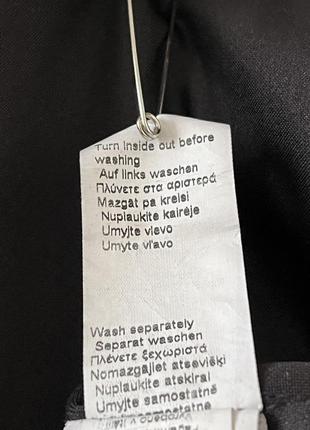 Turn inside out before
washing
Auf links waschen
Πλύνετε στα αριστερά
Mazgāt pa kreisi
Nuplaukite kairėje
Umyjte vlevo
Umyte vľavo
Wash separately
Separat waschen
Πλένετε ξεχωριστά
Nomazgājiet atsevišķi
Nuplaukite atskirai
Umyjte samostatně
samostatne